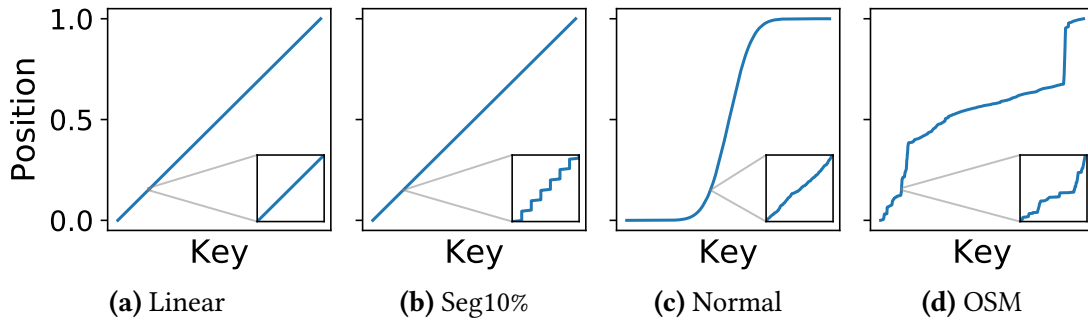 1.0
0.5
0.0
Position
Key
Key
Key
Key
(a) Linear
(b) Seg10%
(c) Normal
(d) OSM